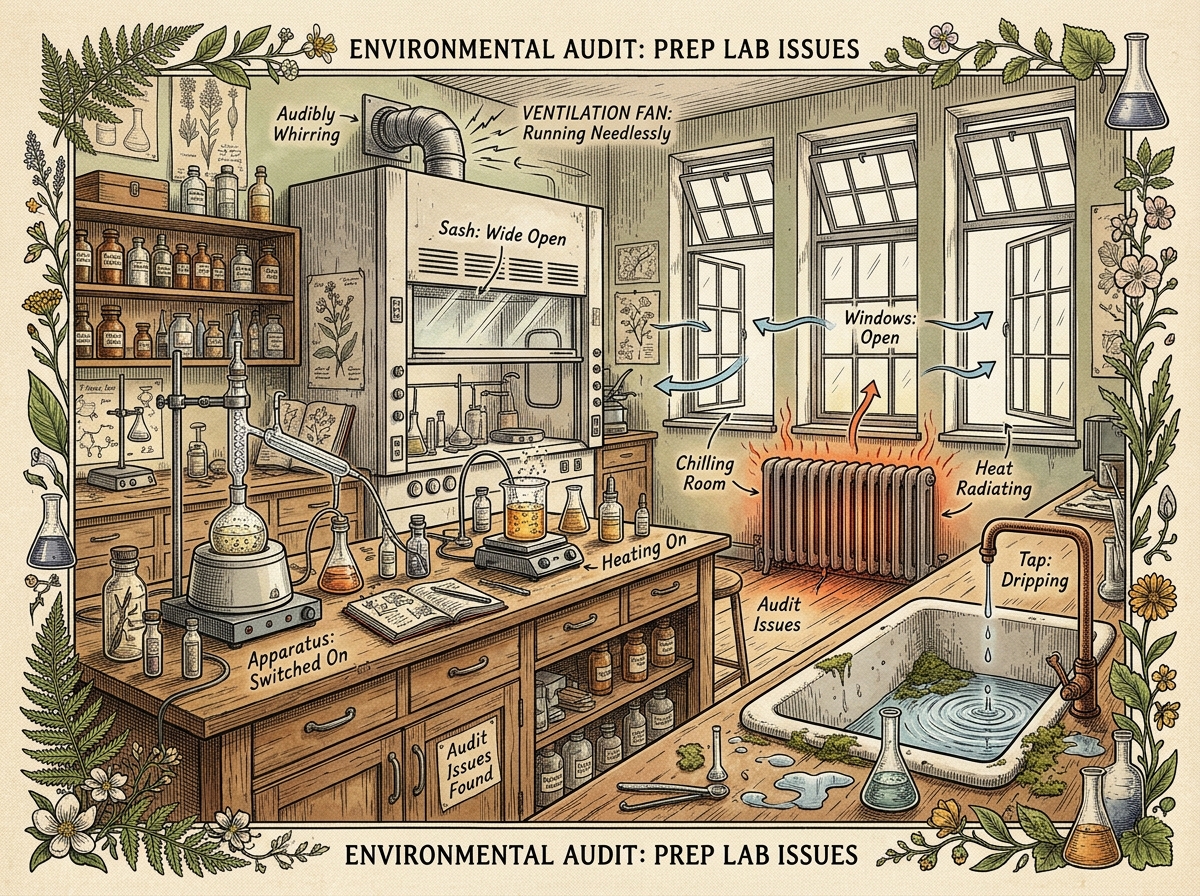 ENVIRONMENTAL AUDIT: PREP LAB ISSUES
Audibly
Whirring
VENTILATION FAN:
Running Needlessly
Sash: Wide Open
Windows:
Open
Chilling
Room
Heat
Radiating
Heating On
Tap:
Dripping
Audit
Issues
Apparatus:
Switched On
Audit
Issues
Found
ENVIRONMENTAL AUDIT: PREP LAB ISSUES